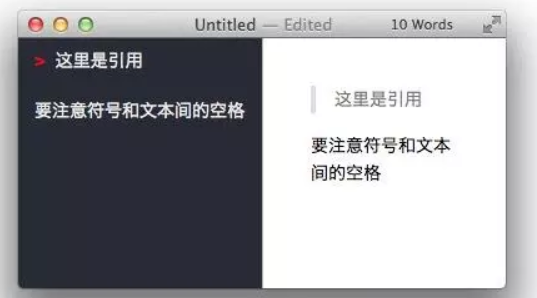 Untitled — Edited
10 Words
> 这里是引用
要注意符号和文本间的空格
这里是引用
要注意符号和文本
间的空格